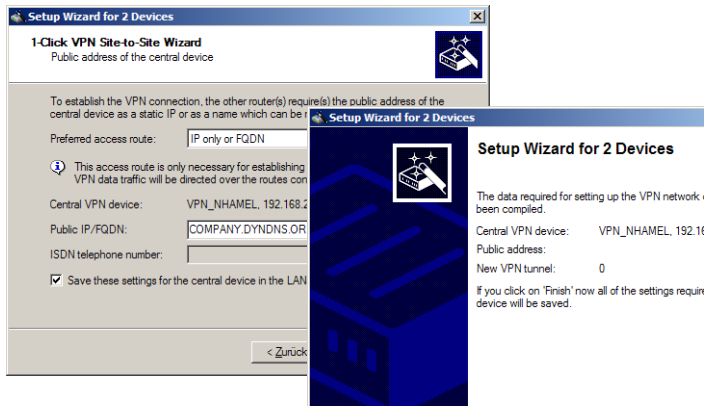 Setup Wizard for 2 Devices
1-Click VPN Site-to-Site Wizard
Public address of the central device
To establish the VPN connection, the other router(s) require(s) the public address of the
central device as a static IP or as a name which can be
Preferred access route: IP only or FQDN
This access route is only necessary for establishing
VPN data traffic will be directed over the routes con
Central VPN device: VPN_NHAMEL, 192.168.2
Public IP/FQDN: COMPANY.DYNDNS.OR
ISDN telephone number:
Save these settings for the central device in the LAN
< Zurück
Setup Wizard for 2 Devices
Setup Wizard for 2 Devices
The data required for setting up the VPN network
been compiled.
Central VPN device: VPN_NHAMEL, 192.16
Public address:
New VPN tunnel: 0
If you click on 'Finish' now all of the settings require
device will be saved.